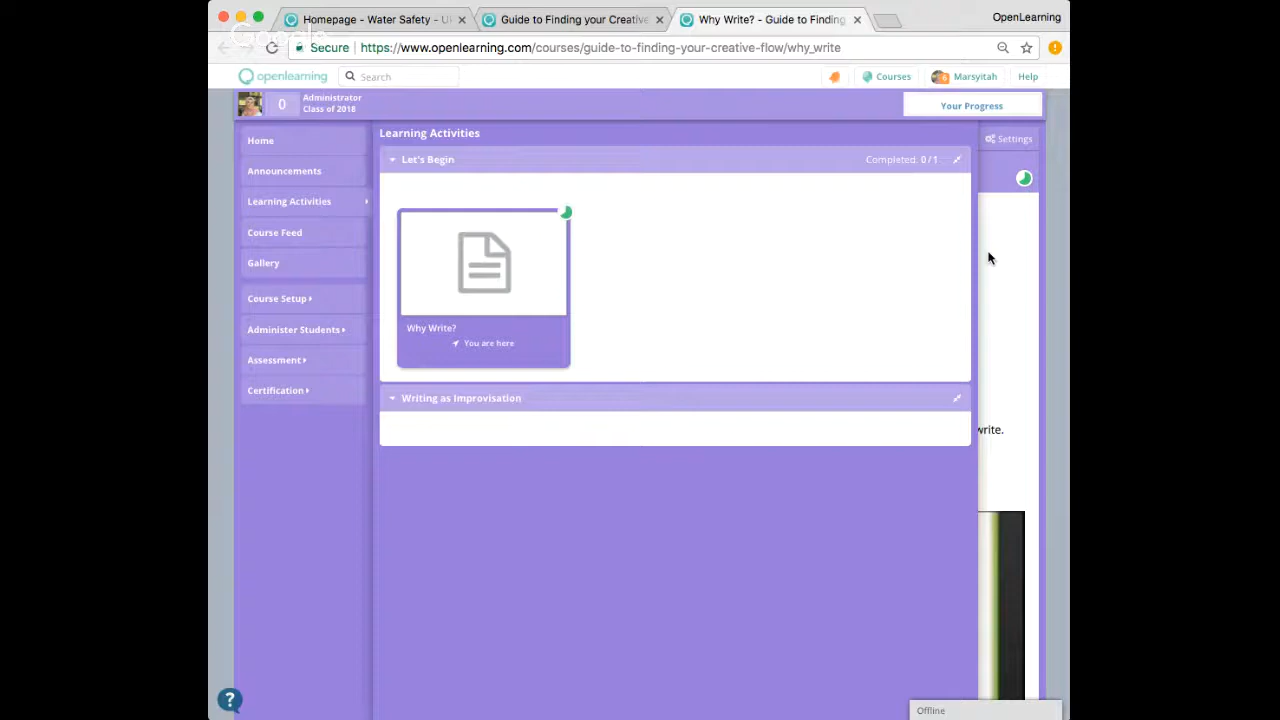 Homepage - Water Safety - U
Guide to Finding your Creative
Why Write? - Guide to Finding
OpenLearning
Google
Secure
https://www.openlearning.com/courses/guide-to-finding-your-creative-flow/why_write
openlearning
Search
Courses
6
Marsyitah
Help
0
Administrator
Class of 2018
Your Progress
Home
Announcements
Learning Activities
Course Feed
Gallery
Course Setup
Administer Students
Assessment
Certification
Learning Activities
Let's Begin
Completed: 0/1
Why Write?
You are here
Writing as Improvisation
Settings
write.
?
Offline